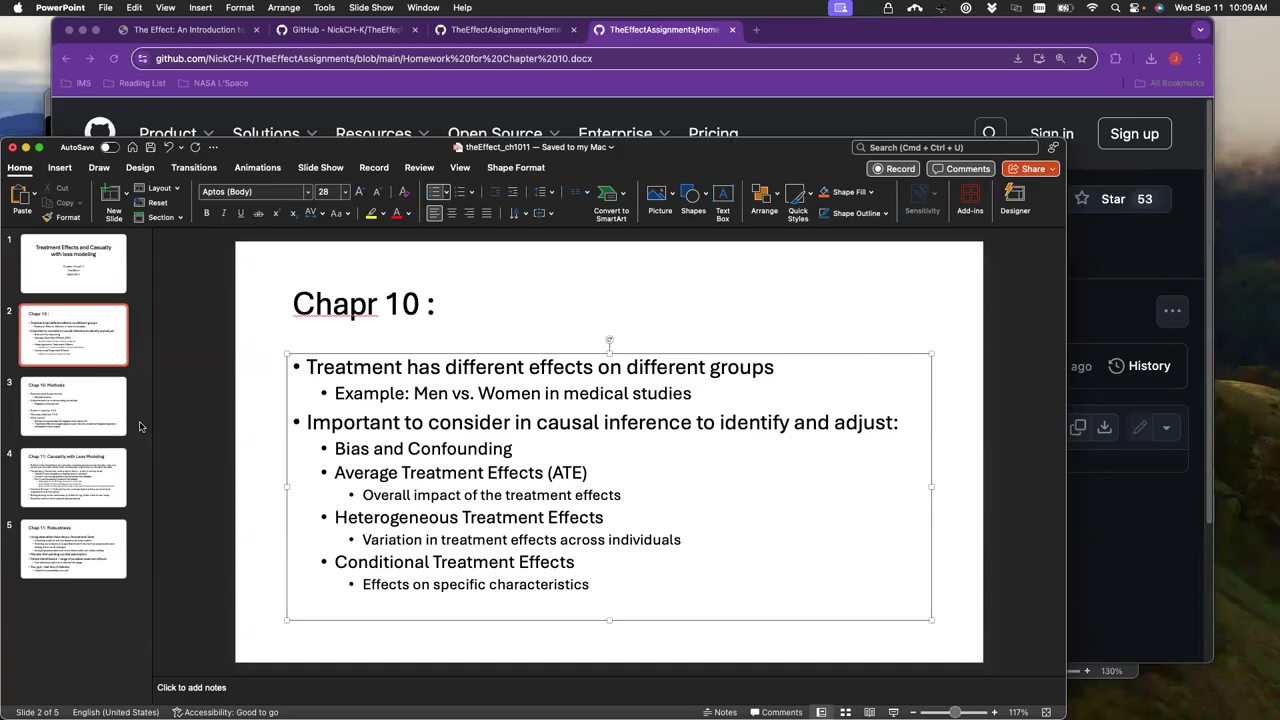 PowerPoint File Edit View Insert Format Arrange Tools Slide Show Window Help Wed Sep 11 10:09 AM
The Effect: An Introduction to GitHub - NickCH-K/TheEffec TheEffectAssignments/Home TheEffectAssignments/Home
github.com/NickCH-K/TheEffectAssignments/blob/main/Homework%20for%20Chapter%2010.docx
IMS Reading List NASA L'Space All Bookmarks
Product Solutions Resources Open Source Enterprise Pricing Sign in Sign up
AutoSave theEffect_ch1011 — Saved to my Mac Search (Cmd + Ctrl + U)
Home Insert Draw Design Transitions Animations Slide Show Record Review View Shape Format Record Comments Share
Paste Cut Copy Format New Slide Layout Reset Section Aptos (Body) 28 Convert to SmartArt Picture Shapes Text Box Arrange Quick Styles Shape Fill Shape Outline Sensitivity Add-ins Designer
Star 53
ago History
1 Treatment Effects and Casualty with less modeling
2 Chapr 10 :
3 Chap 10: Methods
4 Chap 11: Causality with Less Modeling
5 Chap 11: Robustness
Chapr 10 :
• Treatment has different effects on different groups
• Example: Men vs. Women in medical studies
• Important to consider in causal inference to identify and adjust:
• Bias and Confounding
• Average Treatment Effects (ATE)
• Overall impact of the treatment effects
• Heterogeneous Treatment Effects
• Variation in treatment effects across individuals
• Conditional Treatment Effects
• Effects on specific characteristics
130%
Click to add notes
Slide 2 of 5 English (United States) Accessibility: Good to go Notes Comments 117%